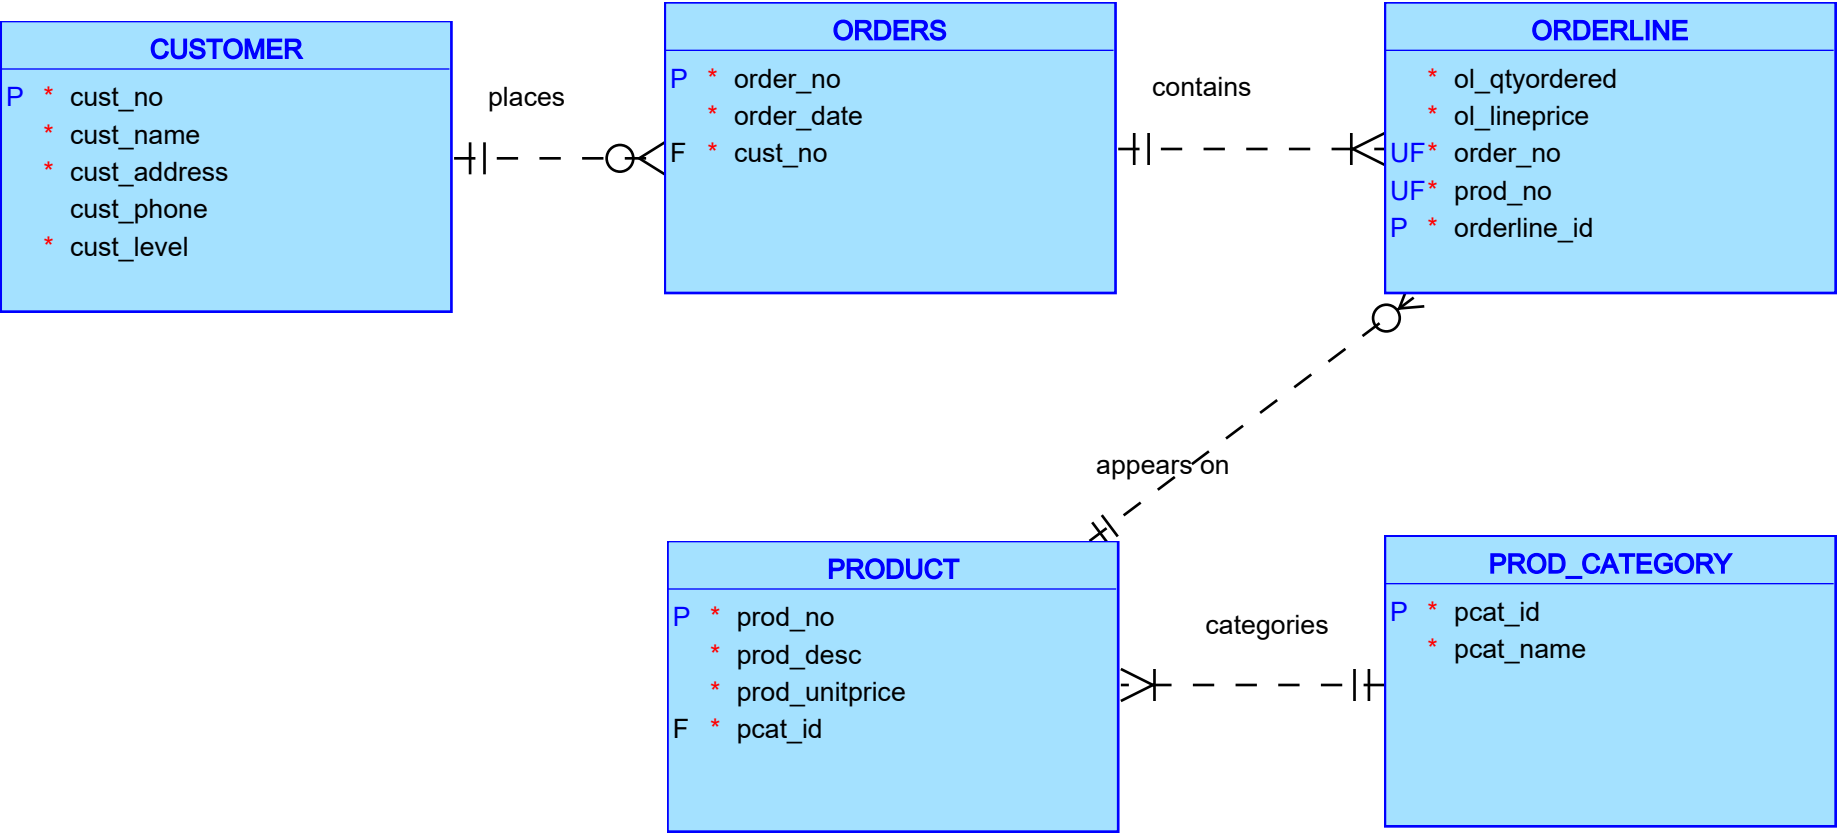 CUSTOMER
P * cust_no
* cust_name
* cust_address
cust_phone
* cust_level
places
ORDERS
P * order_no
* order_date
F * cust_no
contains
ORDERLINE
* ol_qtyordered
* ol_lineprice
UF* order_no
UF* prod_no
P * orderline_id
appears on
PRODUCT
P * prod_no
* prod_desc
* prod_unitprice
F * pcat_id
categories
PROD_CATEGORY
P * pcat_id
* pcat_name